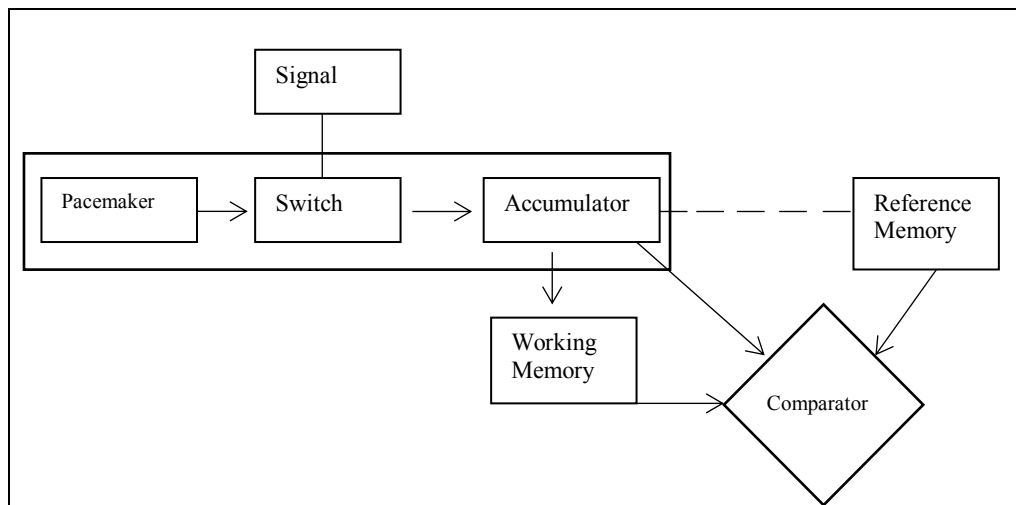 Signal
Pacemaker
Switch
Accumulator
Reference
Memory
Working
Memory
Comparator